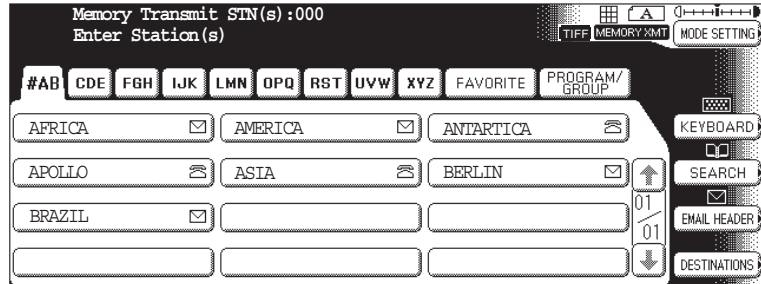 Memory Transmit STN(s):000
Enter Station(s)
A
TIFF MEMORY XMT MODE SETTING
#AB CDE FGH IJK LMN OPQ RST UVW XYZ FAVORITE PROGRAM/
GROUP
AFRICA AMERICA ANTARTICA KEYBOARD
APOLLO ASIA BERLIN SEARCH
BRAZIL 01 EMAIL HEADER
01
DESTINATIONS